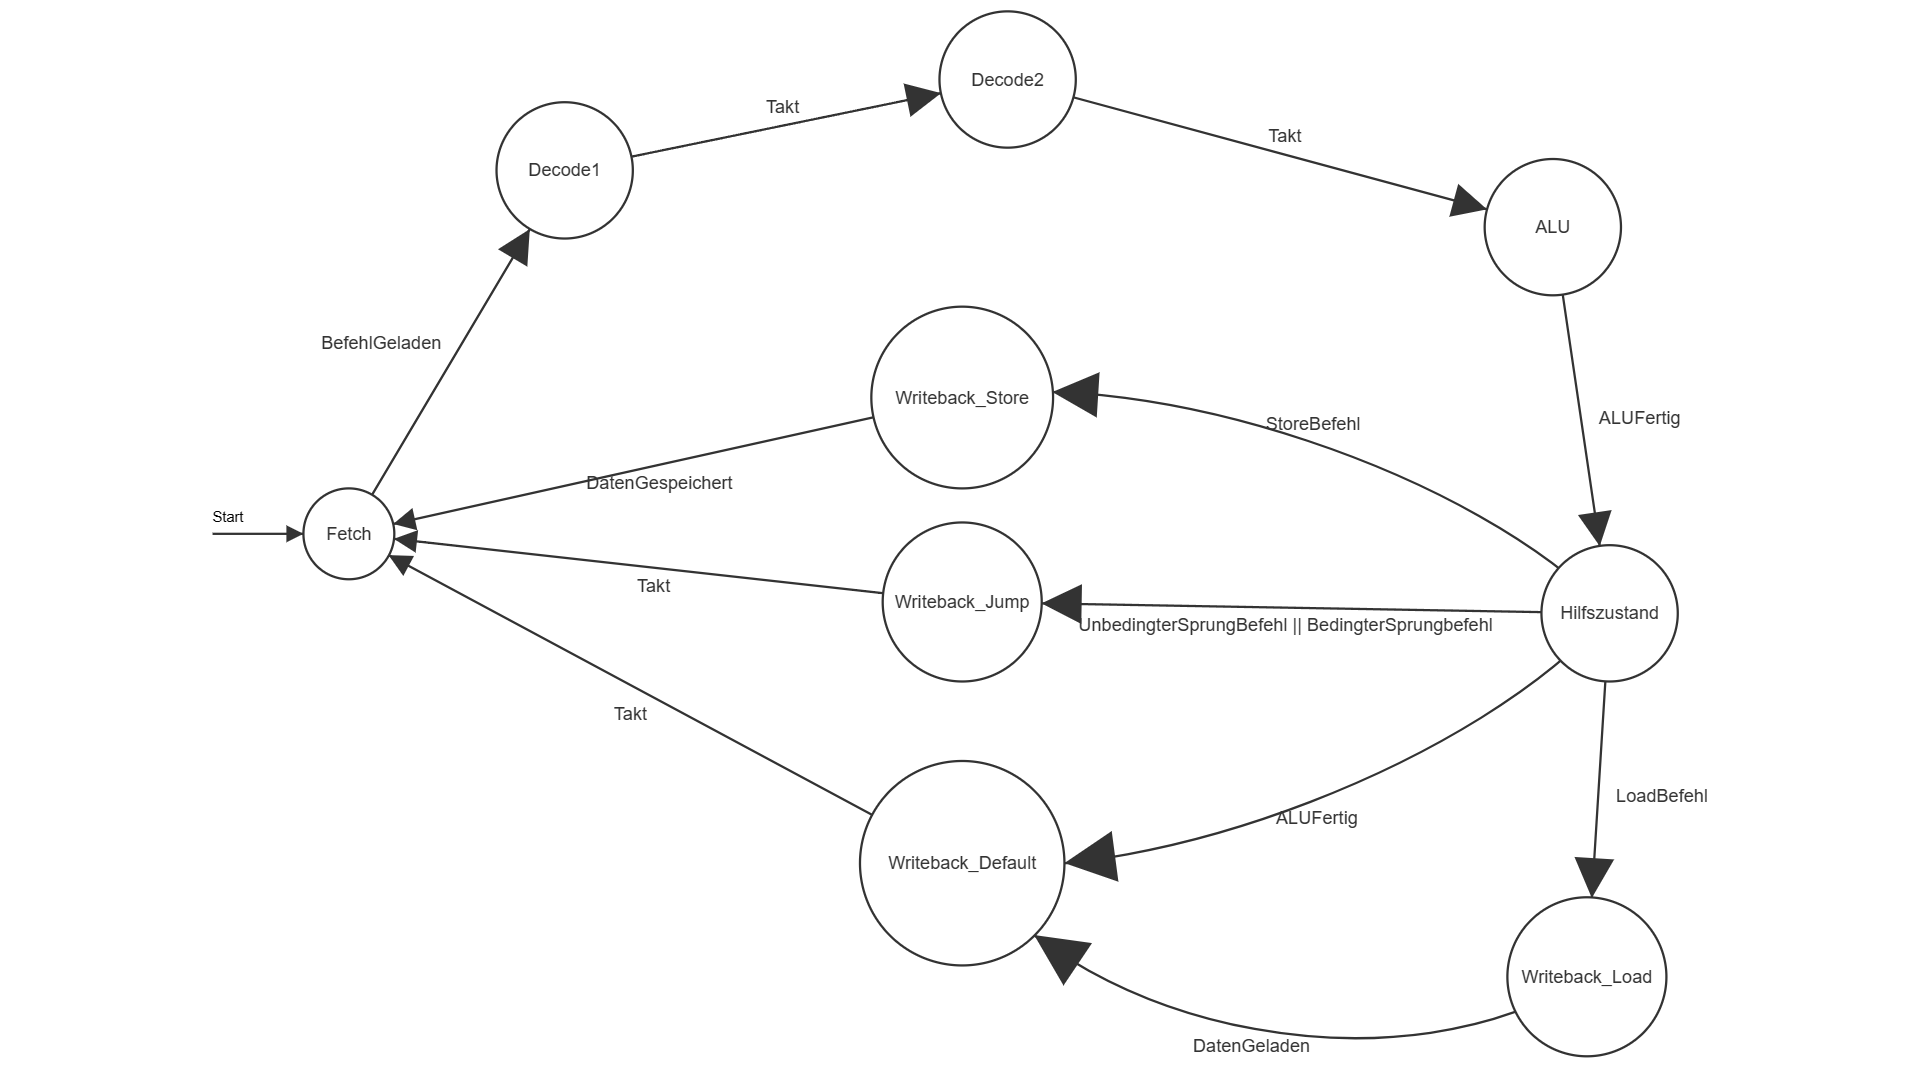 Decode2
Takt
Takt
Decode1
ALU
BefehlGeladen
Writeback_Store
StoreBefehl
ALUFertig
DatenGespeichert
Start
Fetch
Takt
Writeback_Jump
UnbedingterSprungBefehl || BedingterSprungbefehl
Hilfszustand
Takt
LoadBefehl
ALUFertig
Writeback_Default
Writeback_Load
DatenGeladen